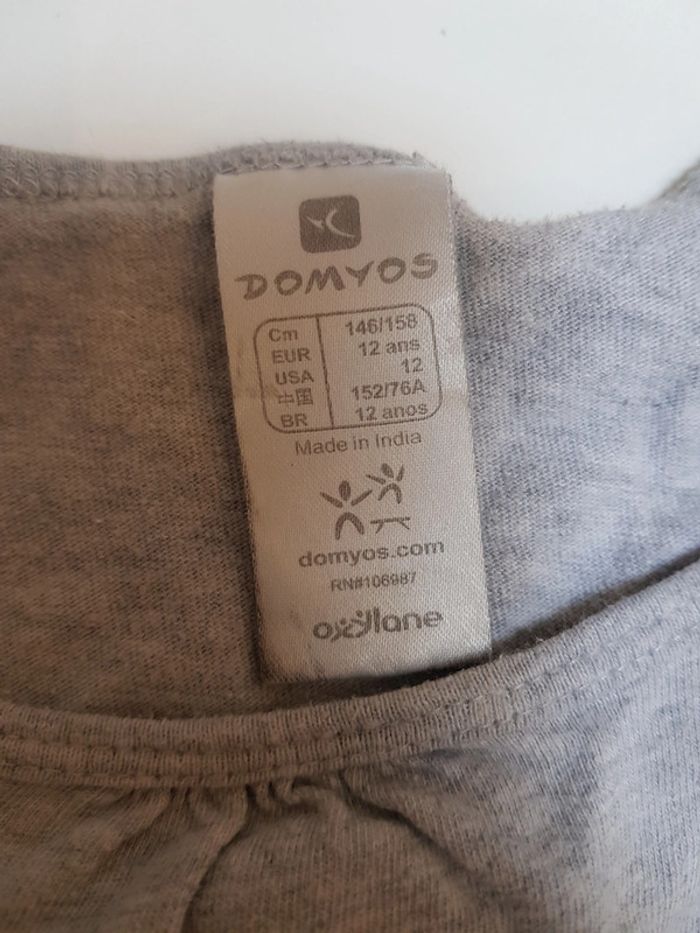 DOMYOS
Cm 146/158
EUR 12 ans
USA 12
中国 152/76A
BR 12 anos
Made in India
domyos.com
RN#106987
oxylane